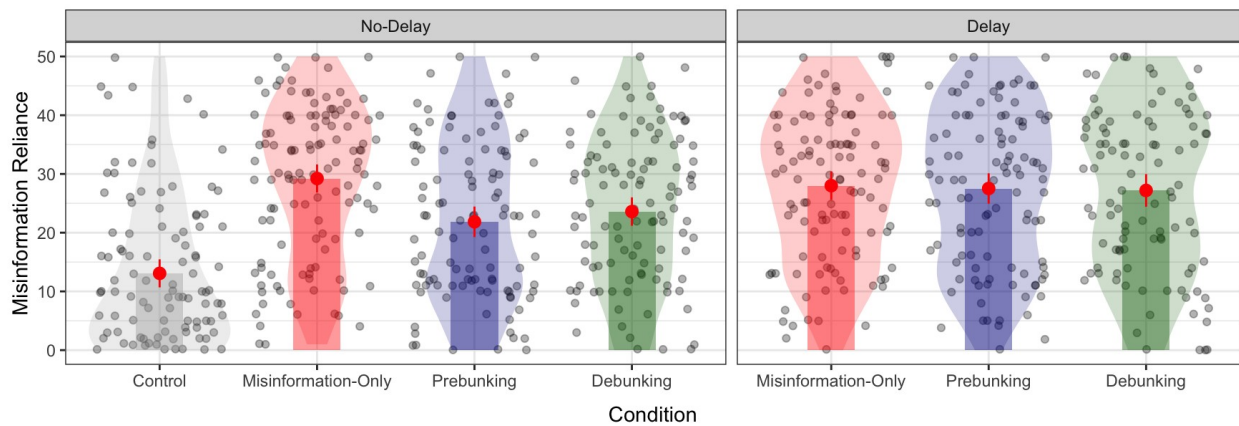 No-Delay
Delay
Misinformation Reliance
50
40
30
20
10
0
Control
Misinformation-Only
Prebunking
Debunking
Misinformation-Only
Prebunking
Debunking
Condition